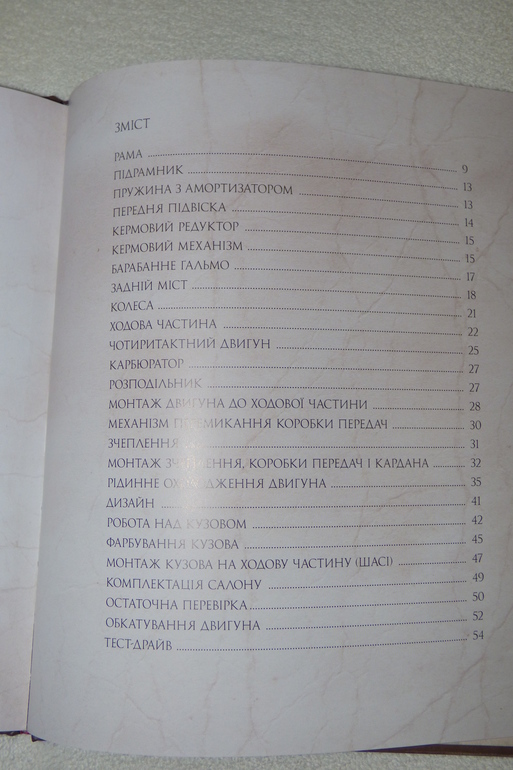 ЗМІСТ
РАМА 9
ПІДРАМНИК 13
ПРУЖИНА З АМОРТИЗАТОРОМ 13
ПЕРЕДНЯ ПІДВІСКА 14
КЕРМОВИЙ РЕДУКТОР 15
КЕРМОВИЙ МЕХАНІЗМ 15
БАРАБАННЕ ГАЛЬМО 17
ЗАДНІЙ МІСТ 18
КОЛЕСА 21
ХОДОВА ЧАСТИНА 22
ЧОТИРИТАКТНИЙ ДВИГУН 25
КАРБЮРАТОР 27
РОЗПОДІЛЬНИК 27
МОНТАЖ ДВИГУНА ДО ХОДОВОЇ ЧАСТИНИ 28
МЕХАНІЗМ ПЕРЕМИКАННЯ КОРОБКИ ПЕРЕДАЧ 30
ЗЧЕПЛЕННЯ 31
МОНТАЖ ЗЧЕПЛЕННЯ, КОРОБКИ ПЕРЕДАЧ І КАРДАНА 32
РІДИННЕ ОХОЛОДЖЕННЯ ДВИГУНА 35
ДИЗАЙН 41
РОБОТА НАД КУЗОВОМ 42
ФАРБУВАННЯ КУЗОВА 45
МОНТАЖ КУЗОВА НА ХОДОВУ ЧАСТИНУ (ШАСІ) 47
КОМПЛЕКТАЦІЯ САЛОНУ 49
ОСТАТОЧНА ПЕРЕВІРКА 50
ОБКАТУВАННЯ ДВИГУНА 52
ТЕСТ-ДРАЙВ 54